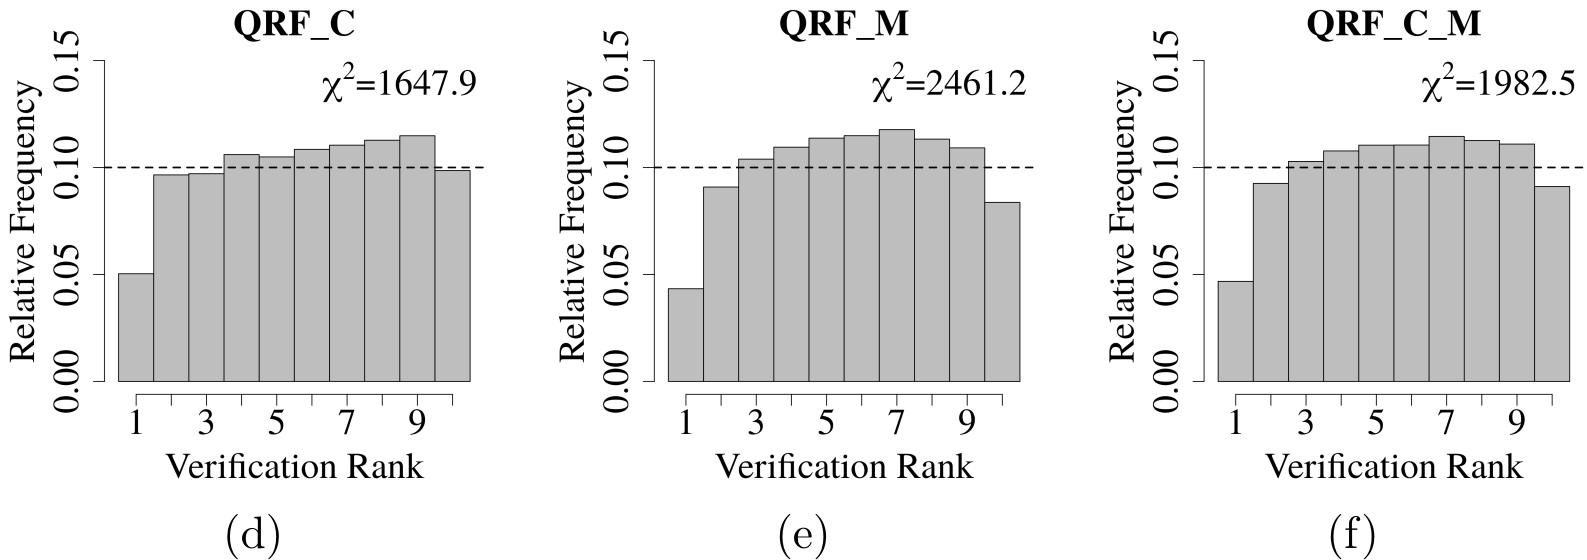 QRF_C
χ²=1647.9
Relative Frequency
0.15
0.10
0.05
0.00
1 3 5 7 9
Verification Rank
(d)
QRF_M
χ²=2461.2
Relative Frequency
0.15
0.10
0.05
0.00
1 3 5 7 9
Verification Rank
(e)
QRF_C_M
χ²=1982.5
Relative Frequency
0.15
0.10
0.05
0.00
1 3 5 7 9
Verification Rank
(f)